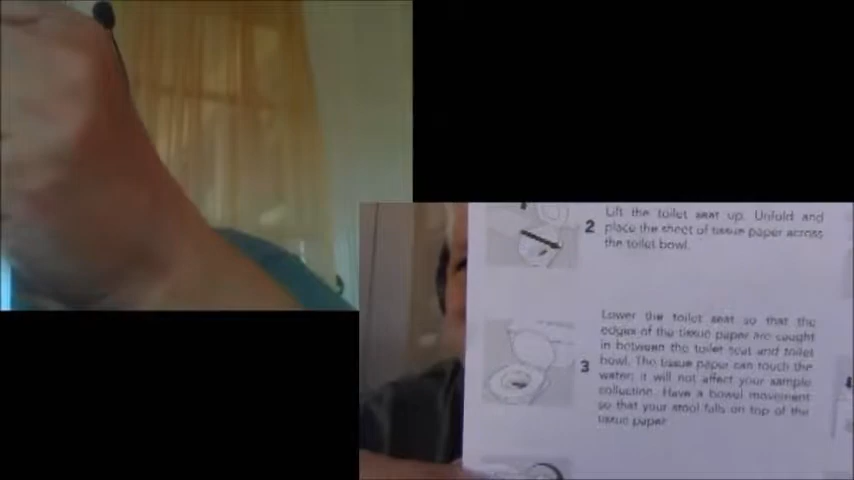 2 Lift the toilet seat up. Unfold and
place the sheet of tissue paper across
the toilet bowl.
Lower the toilet seat so that the
edges of the tissue paper are caught
in between the toilet seat and toilet
3 bowl. The tissue paper can touch the
water; it will not affect your sample
collection. Have a bowel movement
so that your stool falls on top of the
tissue paper
4